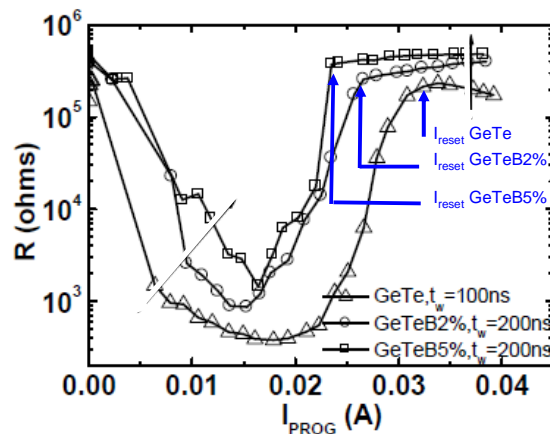 10^6
10^5
10^4
10^3
R (ohms)
I_reset GeTe
I_reset GeTeB2%
I_reset GeTeB5%
GeTe,t_w=100ns
GeTeB2%,t_w=200ns
GeTeB5%,t_w=200ns
0.00 0.01 0.02 0.03 0.04
I_PROG (A)